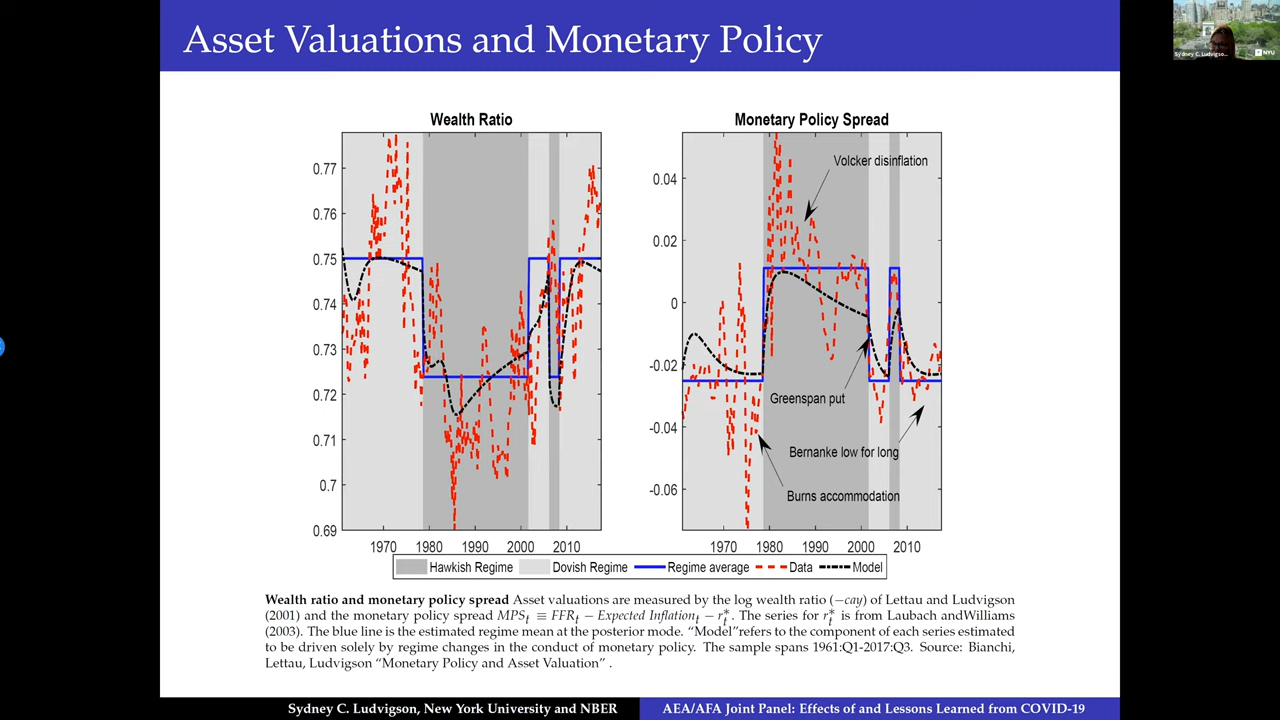 Asset Valuations and Monetary Policy
Sydney C. Ludvigso...
NYU
Wealth Ratio
0.77
0.76
0.75
0.74
0.73
0.72
0.71
0.7
0.69
1970 1980 1990 2000 2010
Monetary Policy Spread
0.04
0.02
0
-0.02
-0.04
-0.06
Volcker disinflation
Greenspan put
Bernanke low for long
Burns accommodation
1970 1980 1990 2000 2010
Hawkish Regime Dovish Regime Regime average Data Model
Wealth ratio and monetary policy spread Asset valuations are measured by the log wealth ratio (−cay) of Lettau and Ludvigson
(2001) and the monetary policy spread MPSt ≡ FFRt − Expected Inflationt − r*t. The series for r*t is from Laubach andWilliams
(2003). The blue line is the estimated regime mean at the posterior mode. “Model”refers to the component of each series estimated
to be driven solely by regime changes in the conduct of monetary policy. The sample spans 1961:Q1-2017:Q3. Source: Bianchi,
Lettau, Ludvigson “Monetary Policy and Asset Valuation” .
Sydney C. Ludvigson, New York University and NBER
AEA/AFA Joint Panel: Effects of and Lessons Learned from COVID-19